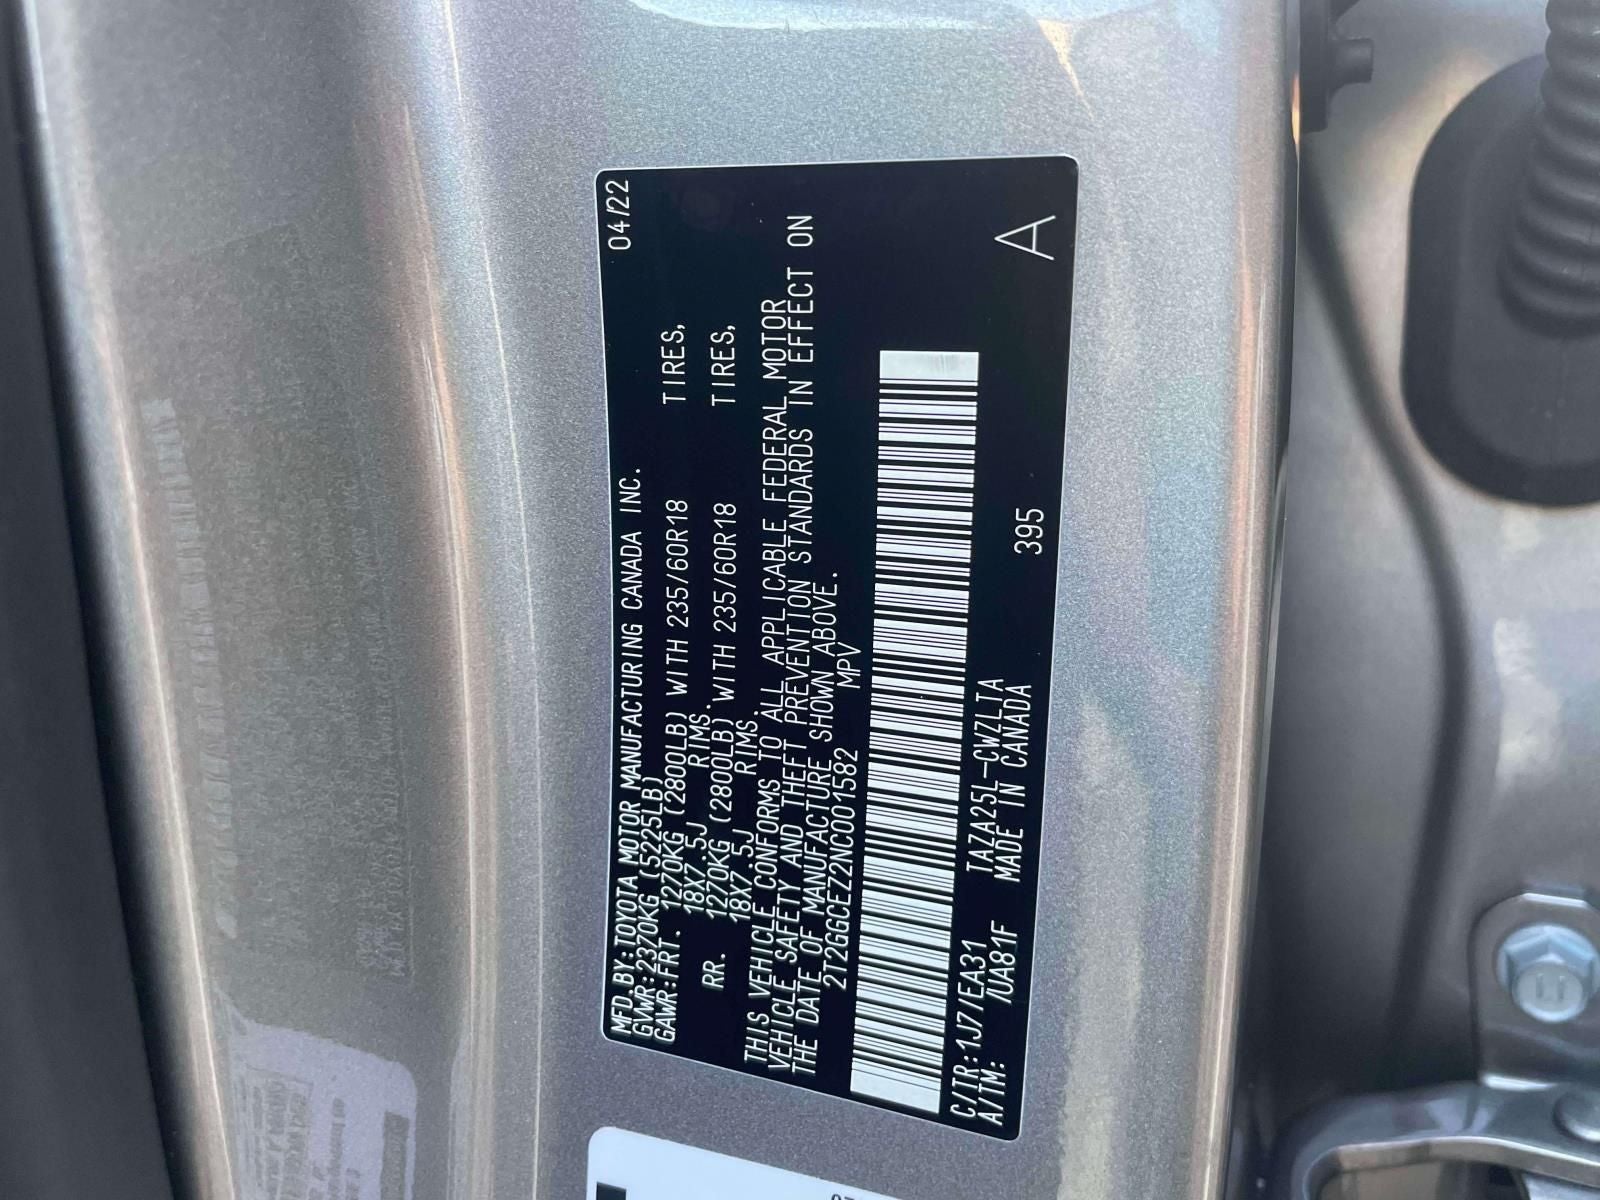 MFD.BY:TOYOTA MOTOR MANUFACTURING CANADA INC. 04/22
GVWR:2370KG (5225LB)
GAWR:FRT. 1270KG (2800LB) WITH 235/60R18 TIRES,
18X7.5J RIMS.
RR. 1270KG (2800LB) WITH 235/60R18 TIRES,
18X7.5J RIMS.
THIS VEHICLE CONFORMS TO ALL APPLICABLE FEDERAL MOTOR
VEHICLE SAFETY AND THEFT PREVENTION STANDARDS IN EFFECT ON
THE DATE OF MANUFACTURE SHOWN ABOVE.
2T2GGCEZ2NC001582 MPV
A
C/TR:1J7/EA31 TAZA25L-CWZLTA 395
A/TM: /UA81F MADE IN CANADA